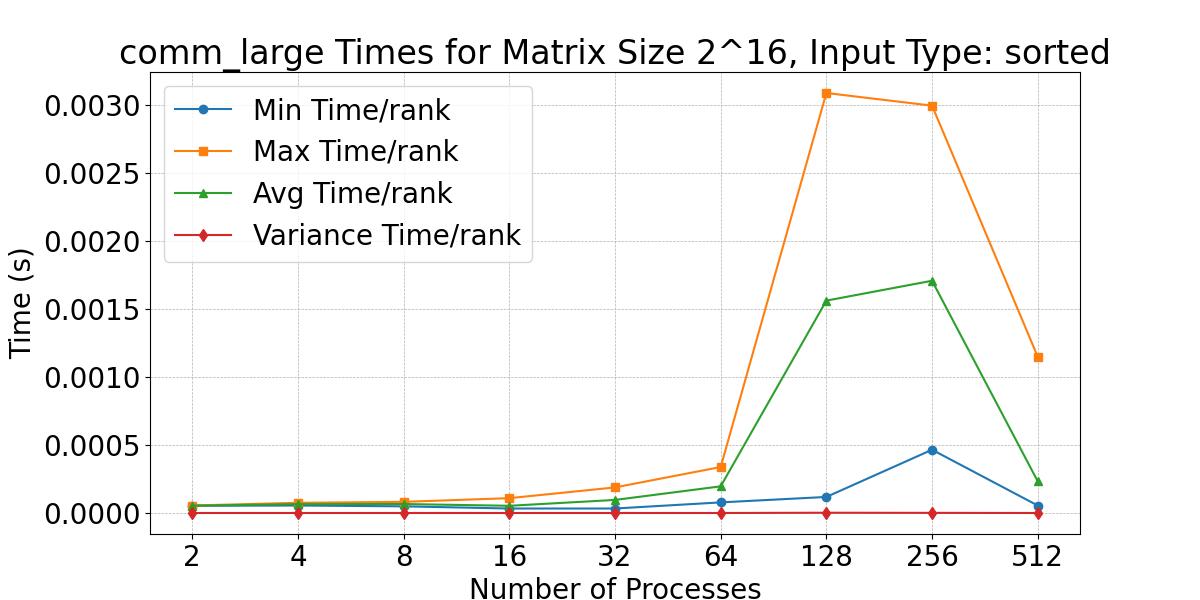 comm_large Times for Matrix Size 2^16, Input Type: sorted
Min Time/rank
Max Time/rank
Avg Time/rank
Variance Time/rank
Time (s)
0.0030
0.0025
0.0020
0.0015
0.0010
0.0005
0.0000
2 4 8 16 32 64 128 256 512
Number of Processes